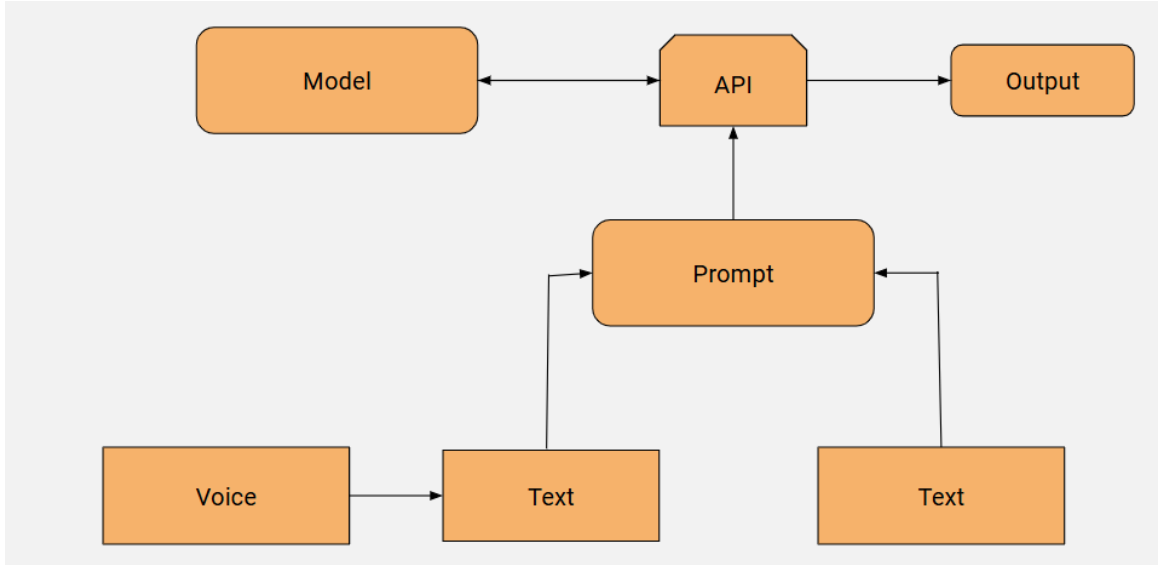 Model
API
Output
Prompt
Voice
Text
Text